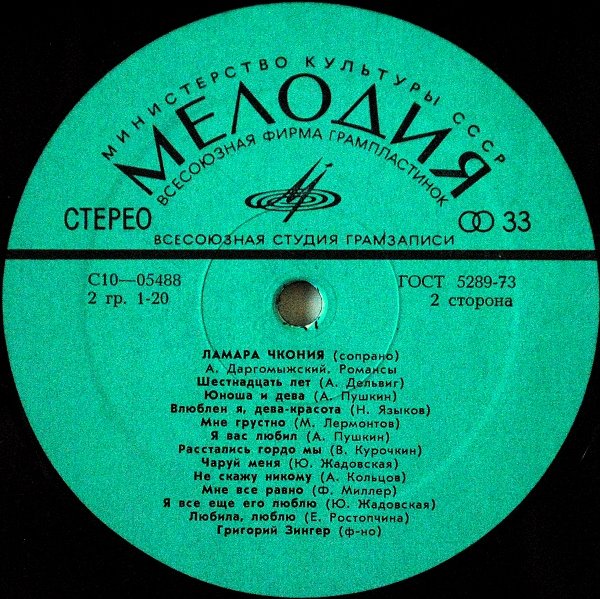 МИНИСТЕРСТВО КУЛЬТУРЫ СССР
МЕЛОДИЯ
ВСЕСОЮЗНАЯ ФИРМА ГРАМПЛАСТИНОК
СТЕРЕО
33
ВСЕСОЮЗНАЯ СТУДИЯ ГРАМЗАПИСИ
С10—05488
ГОСТ 5289-73
2 гр. 1-20
2 сторона
ЛАМАРА ЧКОНИЯ (сопрано)
А. Даргомыжский. Романсы
Шестнадцать лет (А. Дельвиг)
Юноша и дева (А. Пушкин)
Влюблен я, дева-красота (Н. Языков)
Мне грустно (М. Лермонтов)
Я вас любил (А. Пушкин)
Расстались гордо мы (В. Курочкин)
Чаруй меня (Ю. Жадовская)
Не скажу никому (А. Кольцов)
Мне все равно (Ф. Миллер)
Я все еще его люблю (Ю. Жадовская)
Любила, люблю (Е. Ростопчина)
Григорий Зингер (ф-но)